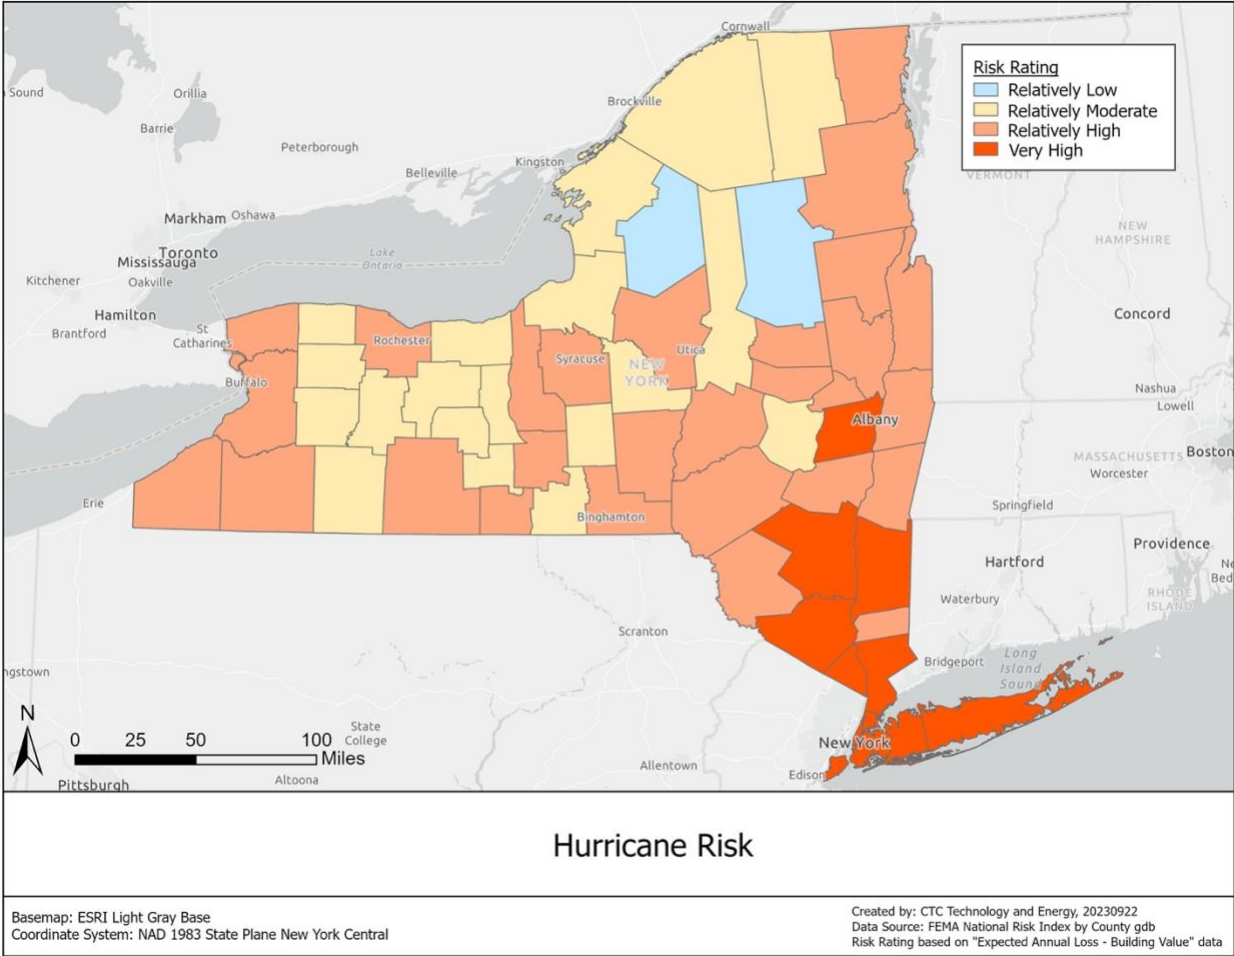 Cornwall
Sound
Orillia
Barrie
Brockville
Peterborough
Kingston
Belleville
Markham
Oshawa
Toronto
Mississauga
Kitchener
Oakville
Lake
Ontario
Hamilton
Brantford
St
Catharines
Rochester
Syracuse
Utica
NEW
YORK
Buffalo
Albany
Erie
Binghamton
Risk Rating
Relatively Low
Relatively Moderate
Relatively High
Very High
VERMONT
NEW
HAMPSHIRE
Concord
Nashua
Lowell
Boston
MASSACHUSETTS
Worcester
Springfield
Providence
Hartford
Ne
Bed
RHODE
ISLAND
Waterbury
Scranton
Bridgeport
Long
Island
Sound
ngstown
N
0 25 50 100
Miles
State
College
New York
Allentown
Edison
Altoona
Pittsburgh
Hurricane Risk
Basemap: ESRI Light Gray Base
Coordinate System: NAD 1983 State Plane New York Central
Created by: CTC Technology and Energy, 20230922
Data Source: FEMA National Risk Index by County gdb
Risk Rating based on "Expected Annual Loss - Building Value" data